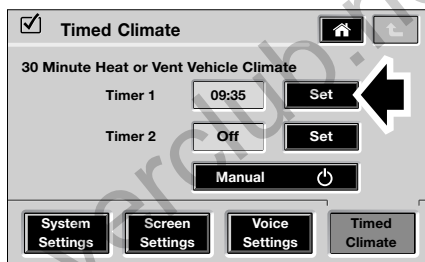 Timed Climate
30 Minute Heat or Vent Vehicle Climate
Timer 1 09:35 Set
Timer 2 Off Set
Manual
System Settings
Screen Settings
Voice Settings
Timed Climate